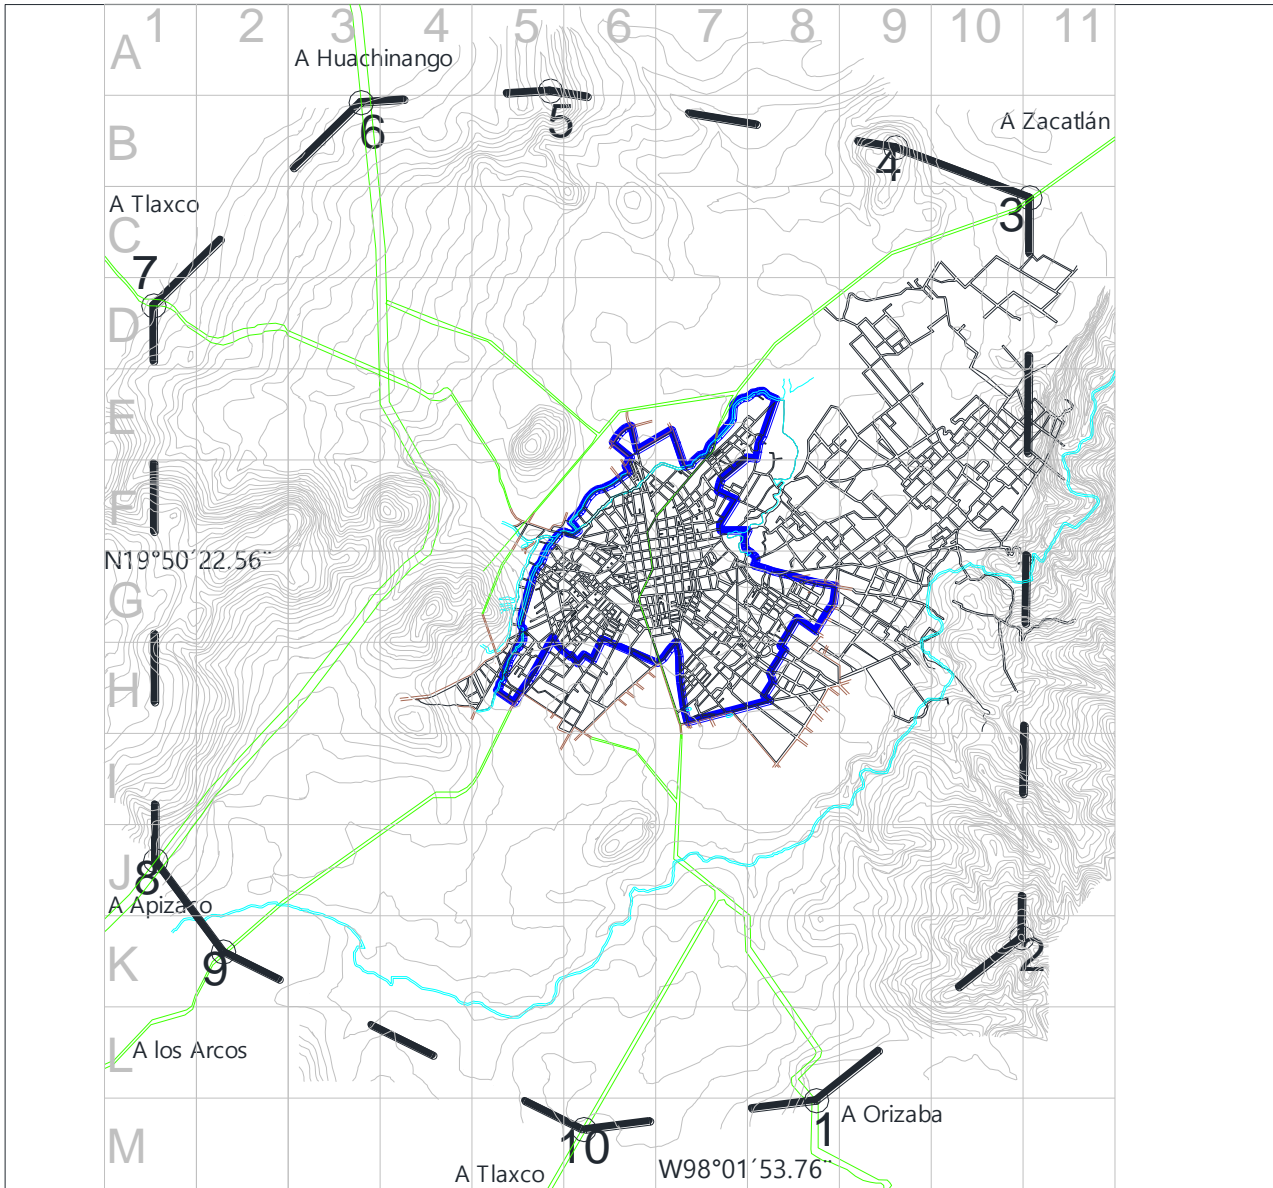 1 2 3 4 5 6 7 8 9 10 11
A
A Huachinango
5
6
B
A Zacatlán
4
A Tlaxco
3
C
7
D
E
F
N19°50´22.56¨
G
H
I
J
8
A Apizaco
K
9
2
A los Arcos
L
A Orizaba
1
10
M
A Tlaxco
W98°01´53.76¨